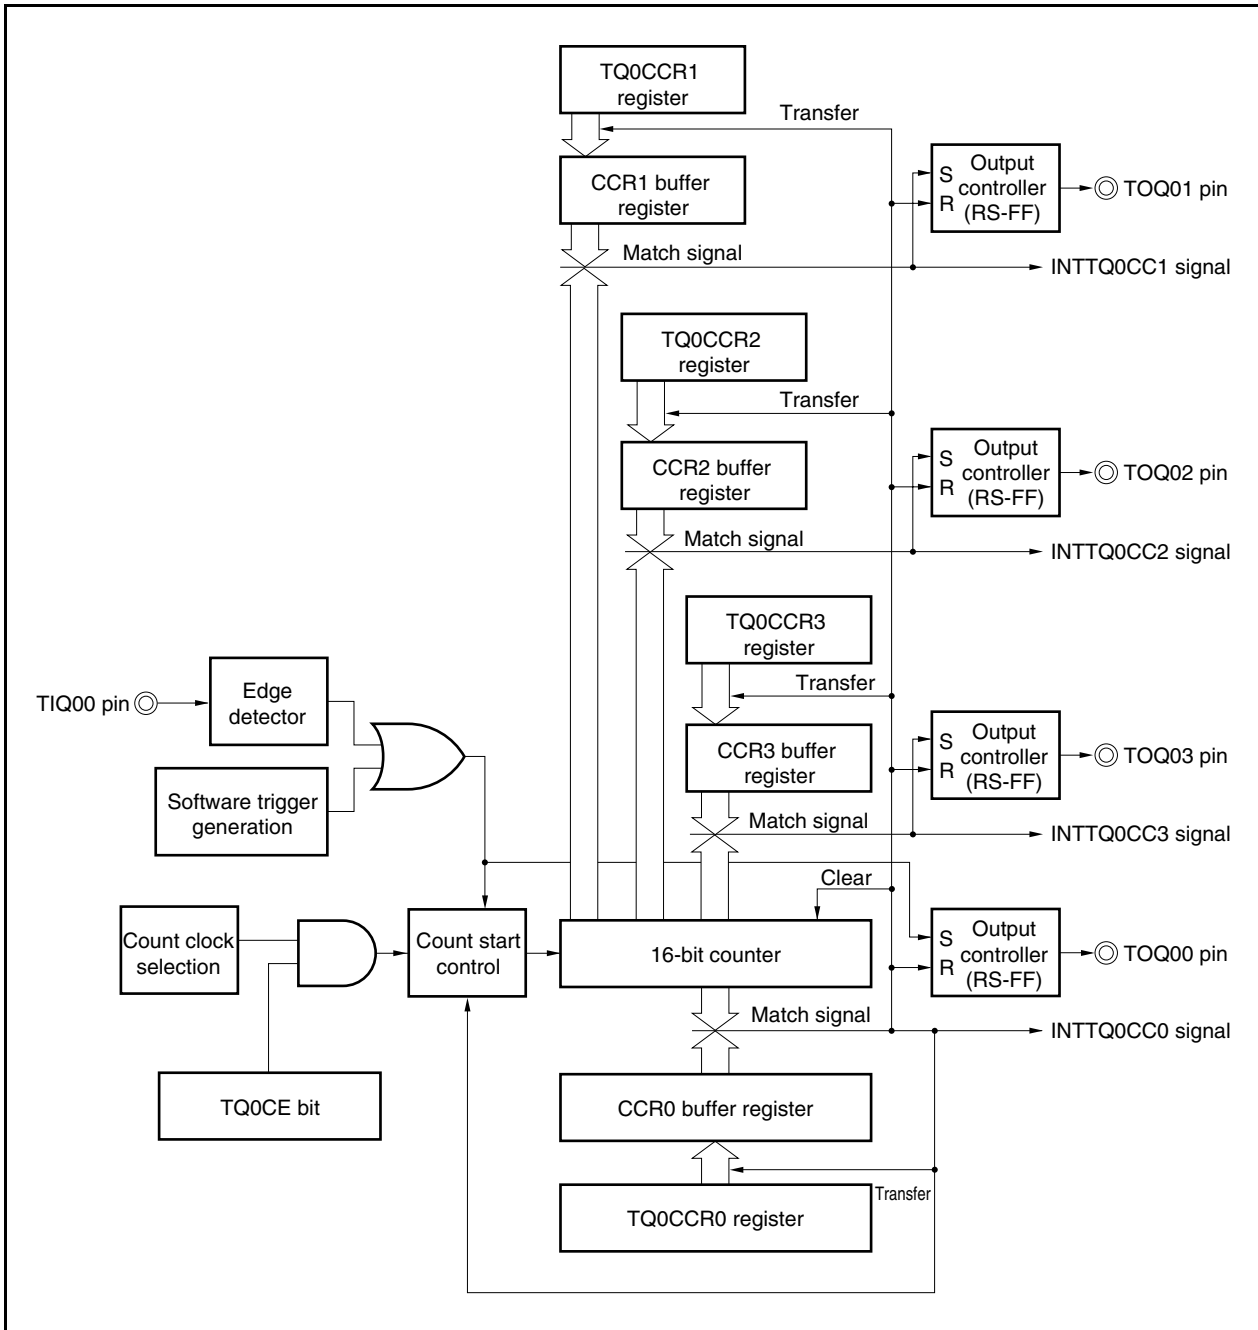 TQ0CCR1
register
Transfer
CCR1 buffer
register
S
R
Output
controller
(RS-FF)
TOQ01 pin
Match signal
INTTQ0CC1 signal
TQ0CCR2
register
Transfer
CCR2 buffer
register
S
R
Output
controller
(RS-FF)
TOQ02 pin
Match signal
INTTQ0CC2 signal
TQ0CCR3
register
Transfer
TIQ00 pin
Edge
detector
CCR3 buffer
register
S
R
Output
controller
(RS-FF)
TOQ03 pin
Software trigger
generation
Match signal
INTTQ0CC3 signal
Clear
Count clock
selection
Count start
control
16-bit counter
S
R
Output
controller
(RS-FF)
TOQ00 pin
Match signal
INTTQ0CC0 signal
TQ0CE bit
CCR0 buffer register
Transfer
TQ0CCR0 register